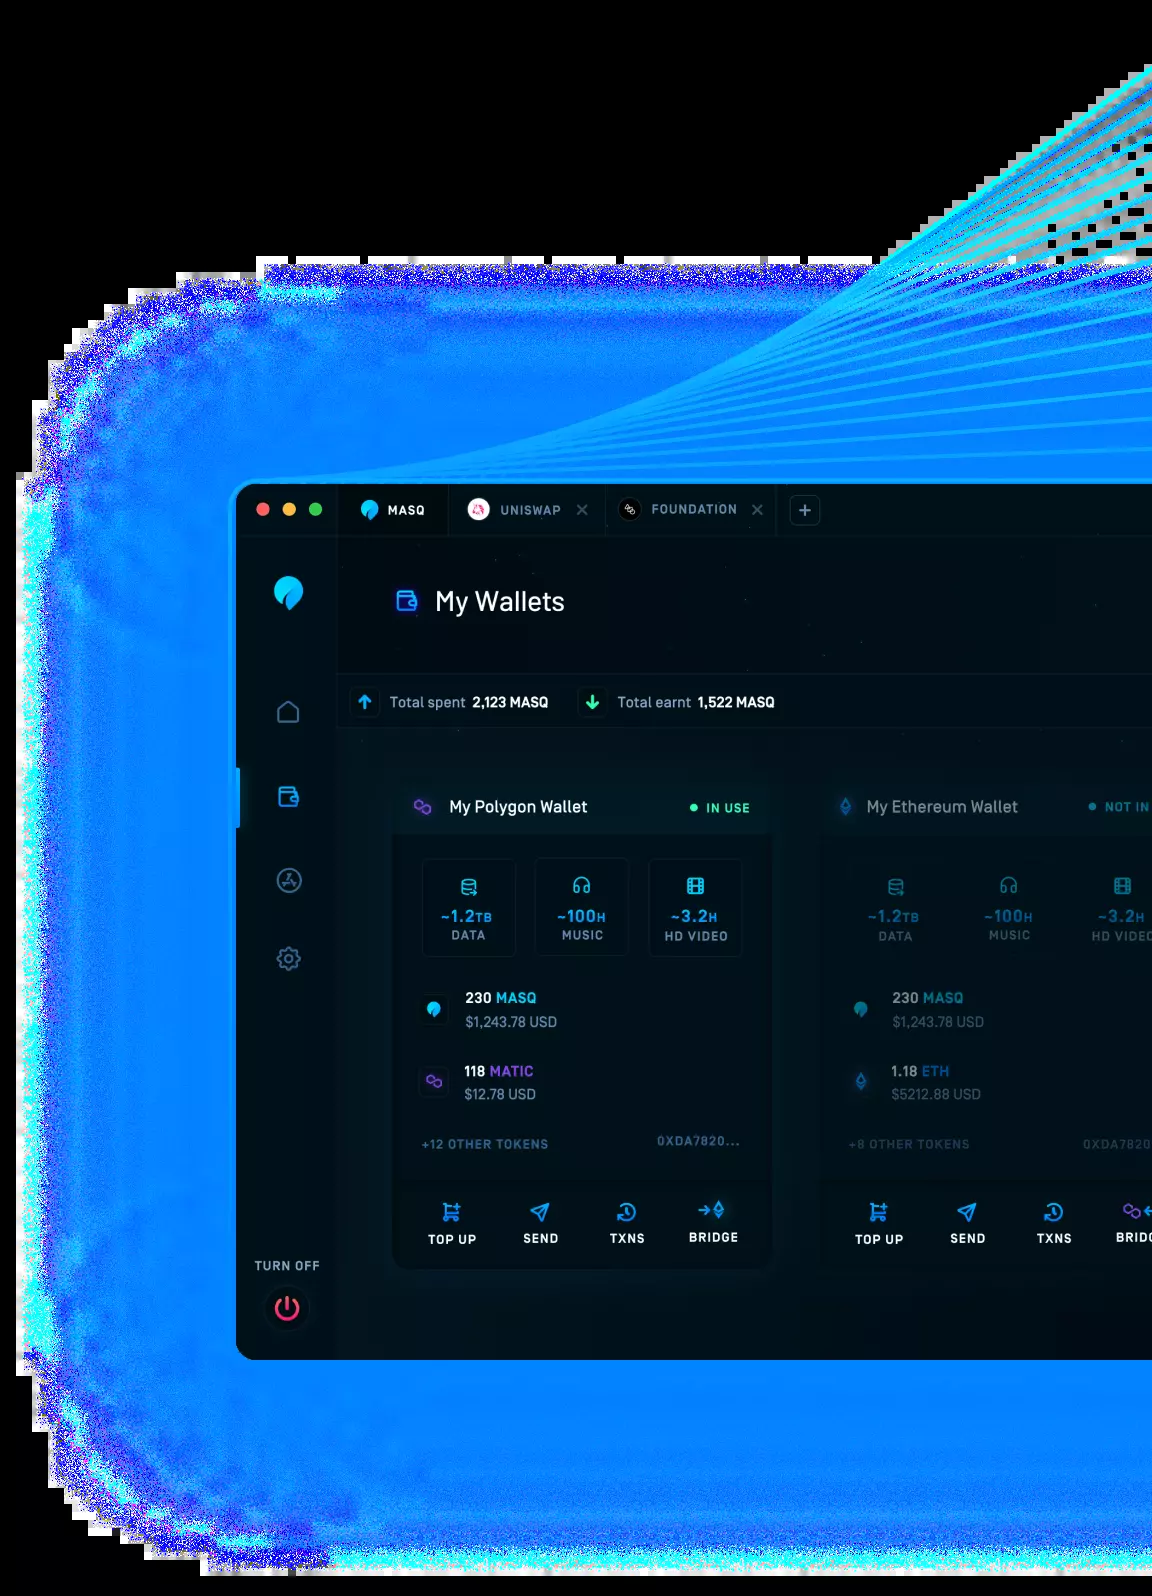 MASQ UNISWAP FOUNDATION
My Wallets
Total spent 2,123 MASQ Total earnt 1,522 MASQ
My Polygon Wallet IN USE
~1.2TB ~100H ~3.2H
DATA MUSIC HD VIDEO
230 MASQ
$1,243.78 USD
118 MATIC
$12.78 USD
+12 OTHER TOKENS 0XDA7820...
TOP UP SEND TXNS BRIDGE
My Ethereum Wallet NOT IN
~1.2TB ~100H ~3.2H
DATA MUSIC HD VIDEO
230 MASQ
$1,243.78 USD
1.18 ETH
$5212.88 USD
+8 OTHER TOKENS 0XDA7820
TOP UP SEND TXNS BRIDG
TURN OFF